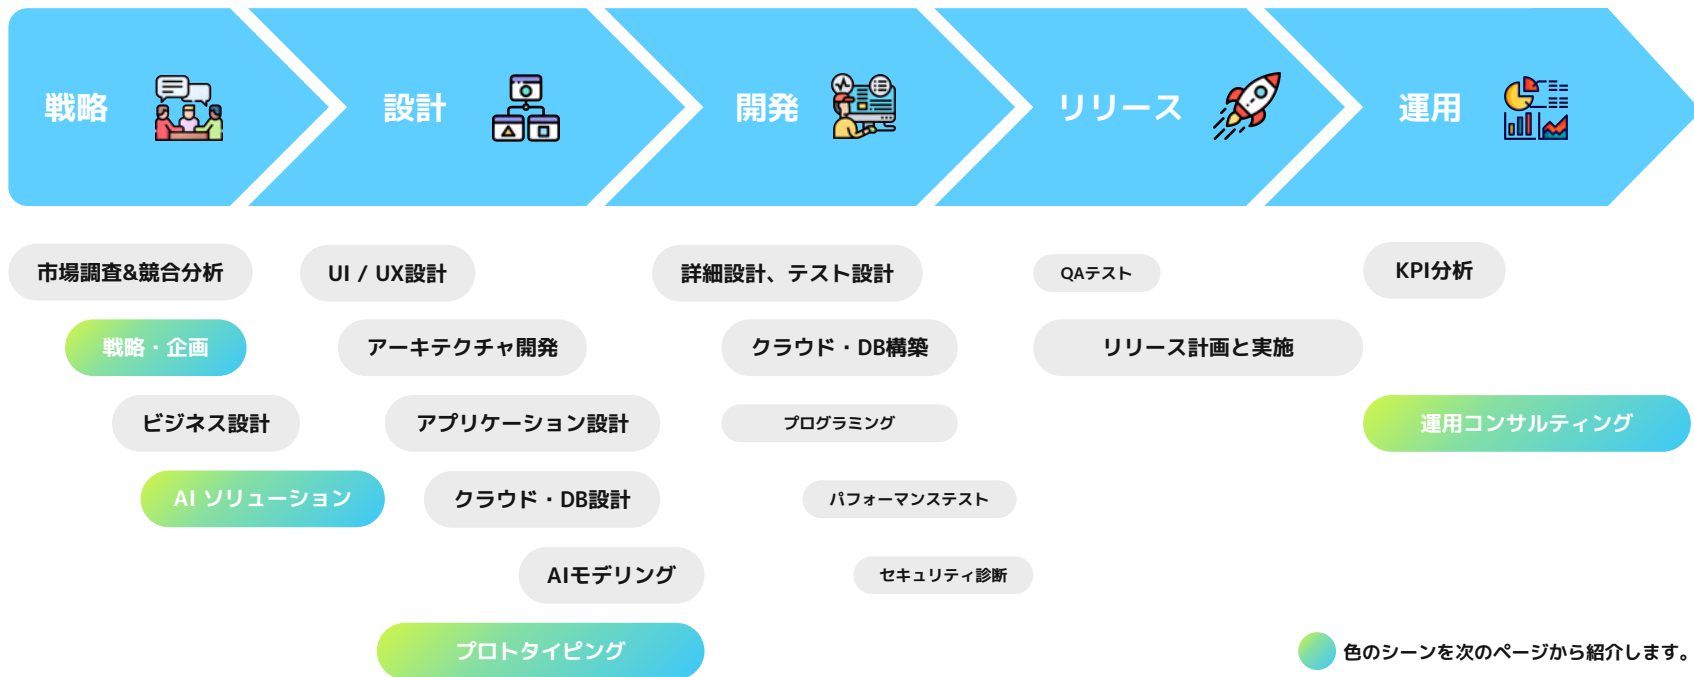 戦略
設計
開発
リリース
運用
市場調査&競合分析
UI / UX設計
詳細設計、テスト設計
QAテスト
KPI分析
戦略・企画
アーキテクチャ開発
クラウド・DB構築
リリース計画と実施
ビジネス設計
アプリケーション設計
プログラミング
運用コンサルティング
AI ソリューション
クラウド・DB設計
パフォーマンステスト
AIモデリング
セキュリティ診断
プロトタイピング
色のシーンを次のページから紹介します。